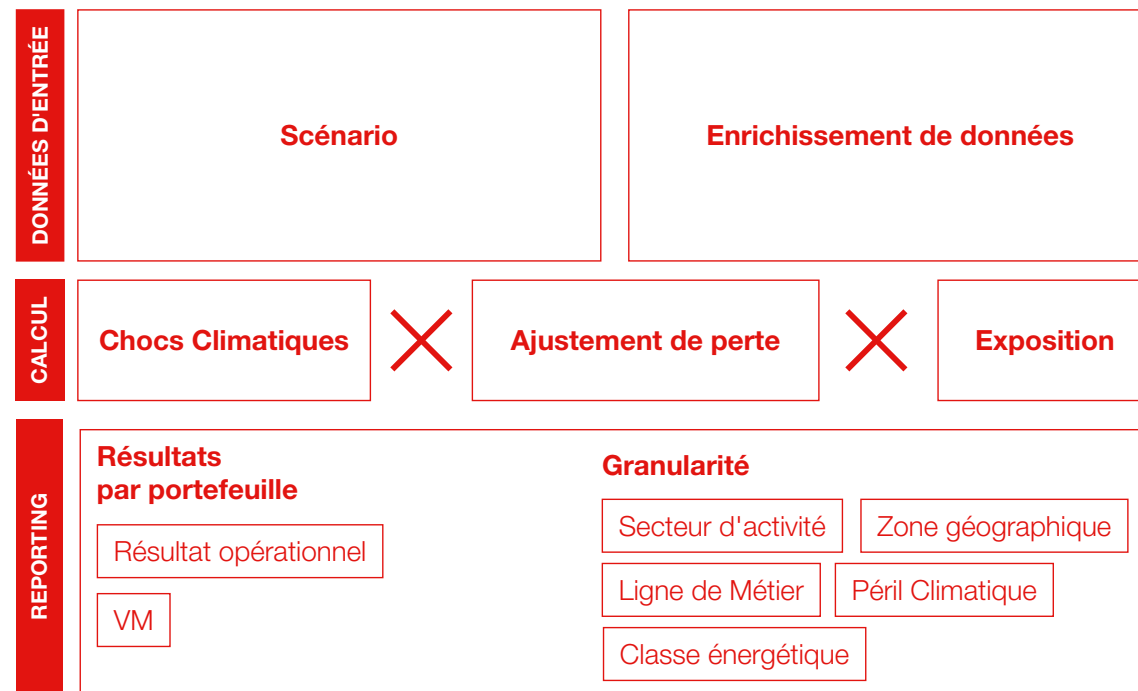 DONNÉES D'ENTRÉE
Scénario
Enrichissement de données
CALCUL
Chocs Climatiques
Ajustement de perte
Exposition
REPORTING
Résultats
par portefeuille
Résultat opérationnel
VM
Granularité
Secteur d'activité
Zone géographique
Ligne de Métier
Péril Climatique
Classe énergétique